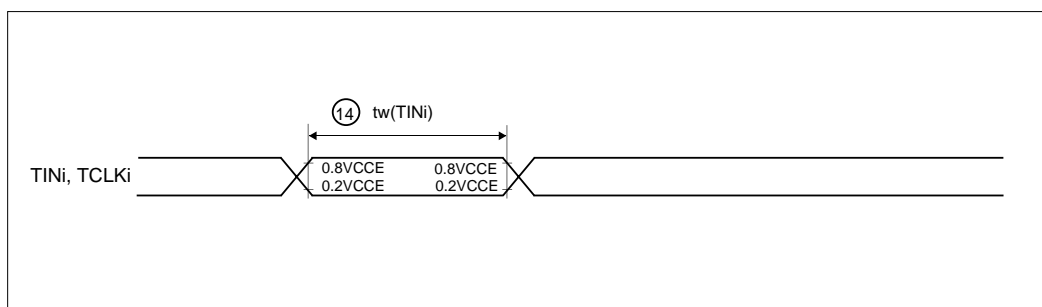 14 tw(TINi)
TINi, TCLKi
0.8VCCE 0.8VCCE
0.2VCCE 0.2VCCE